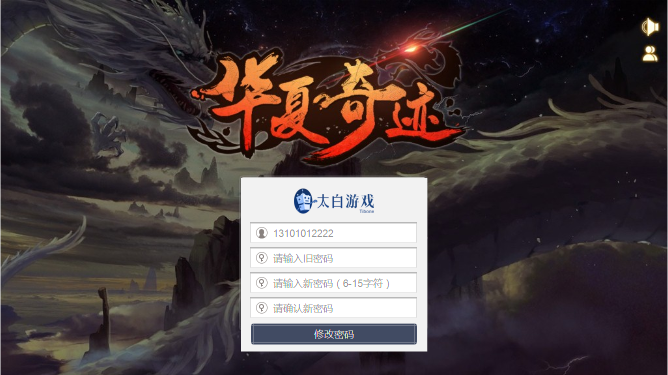 华夏奇迹
太白游戏
13101012222
请输入旧密码
请输入新密码（6-15字符）
请确认新密码
修改密码